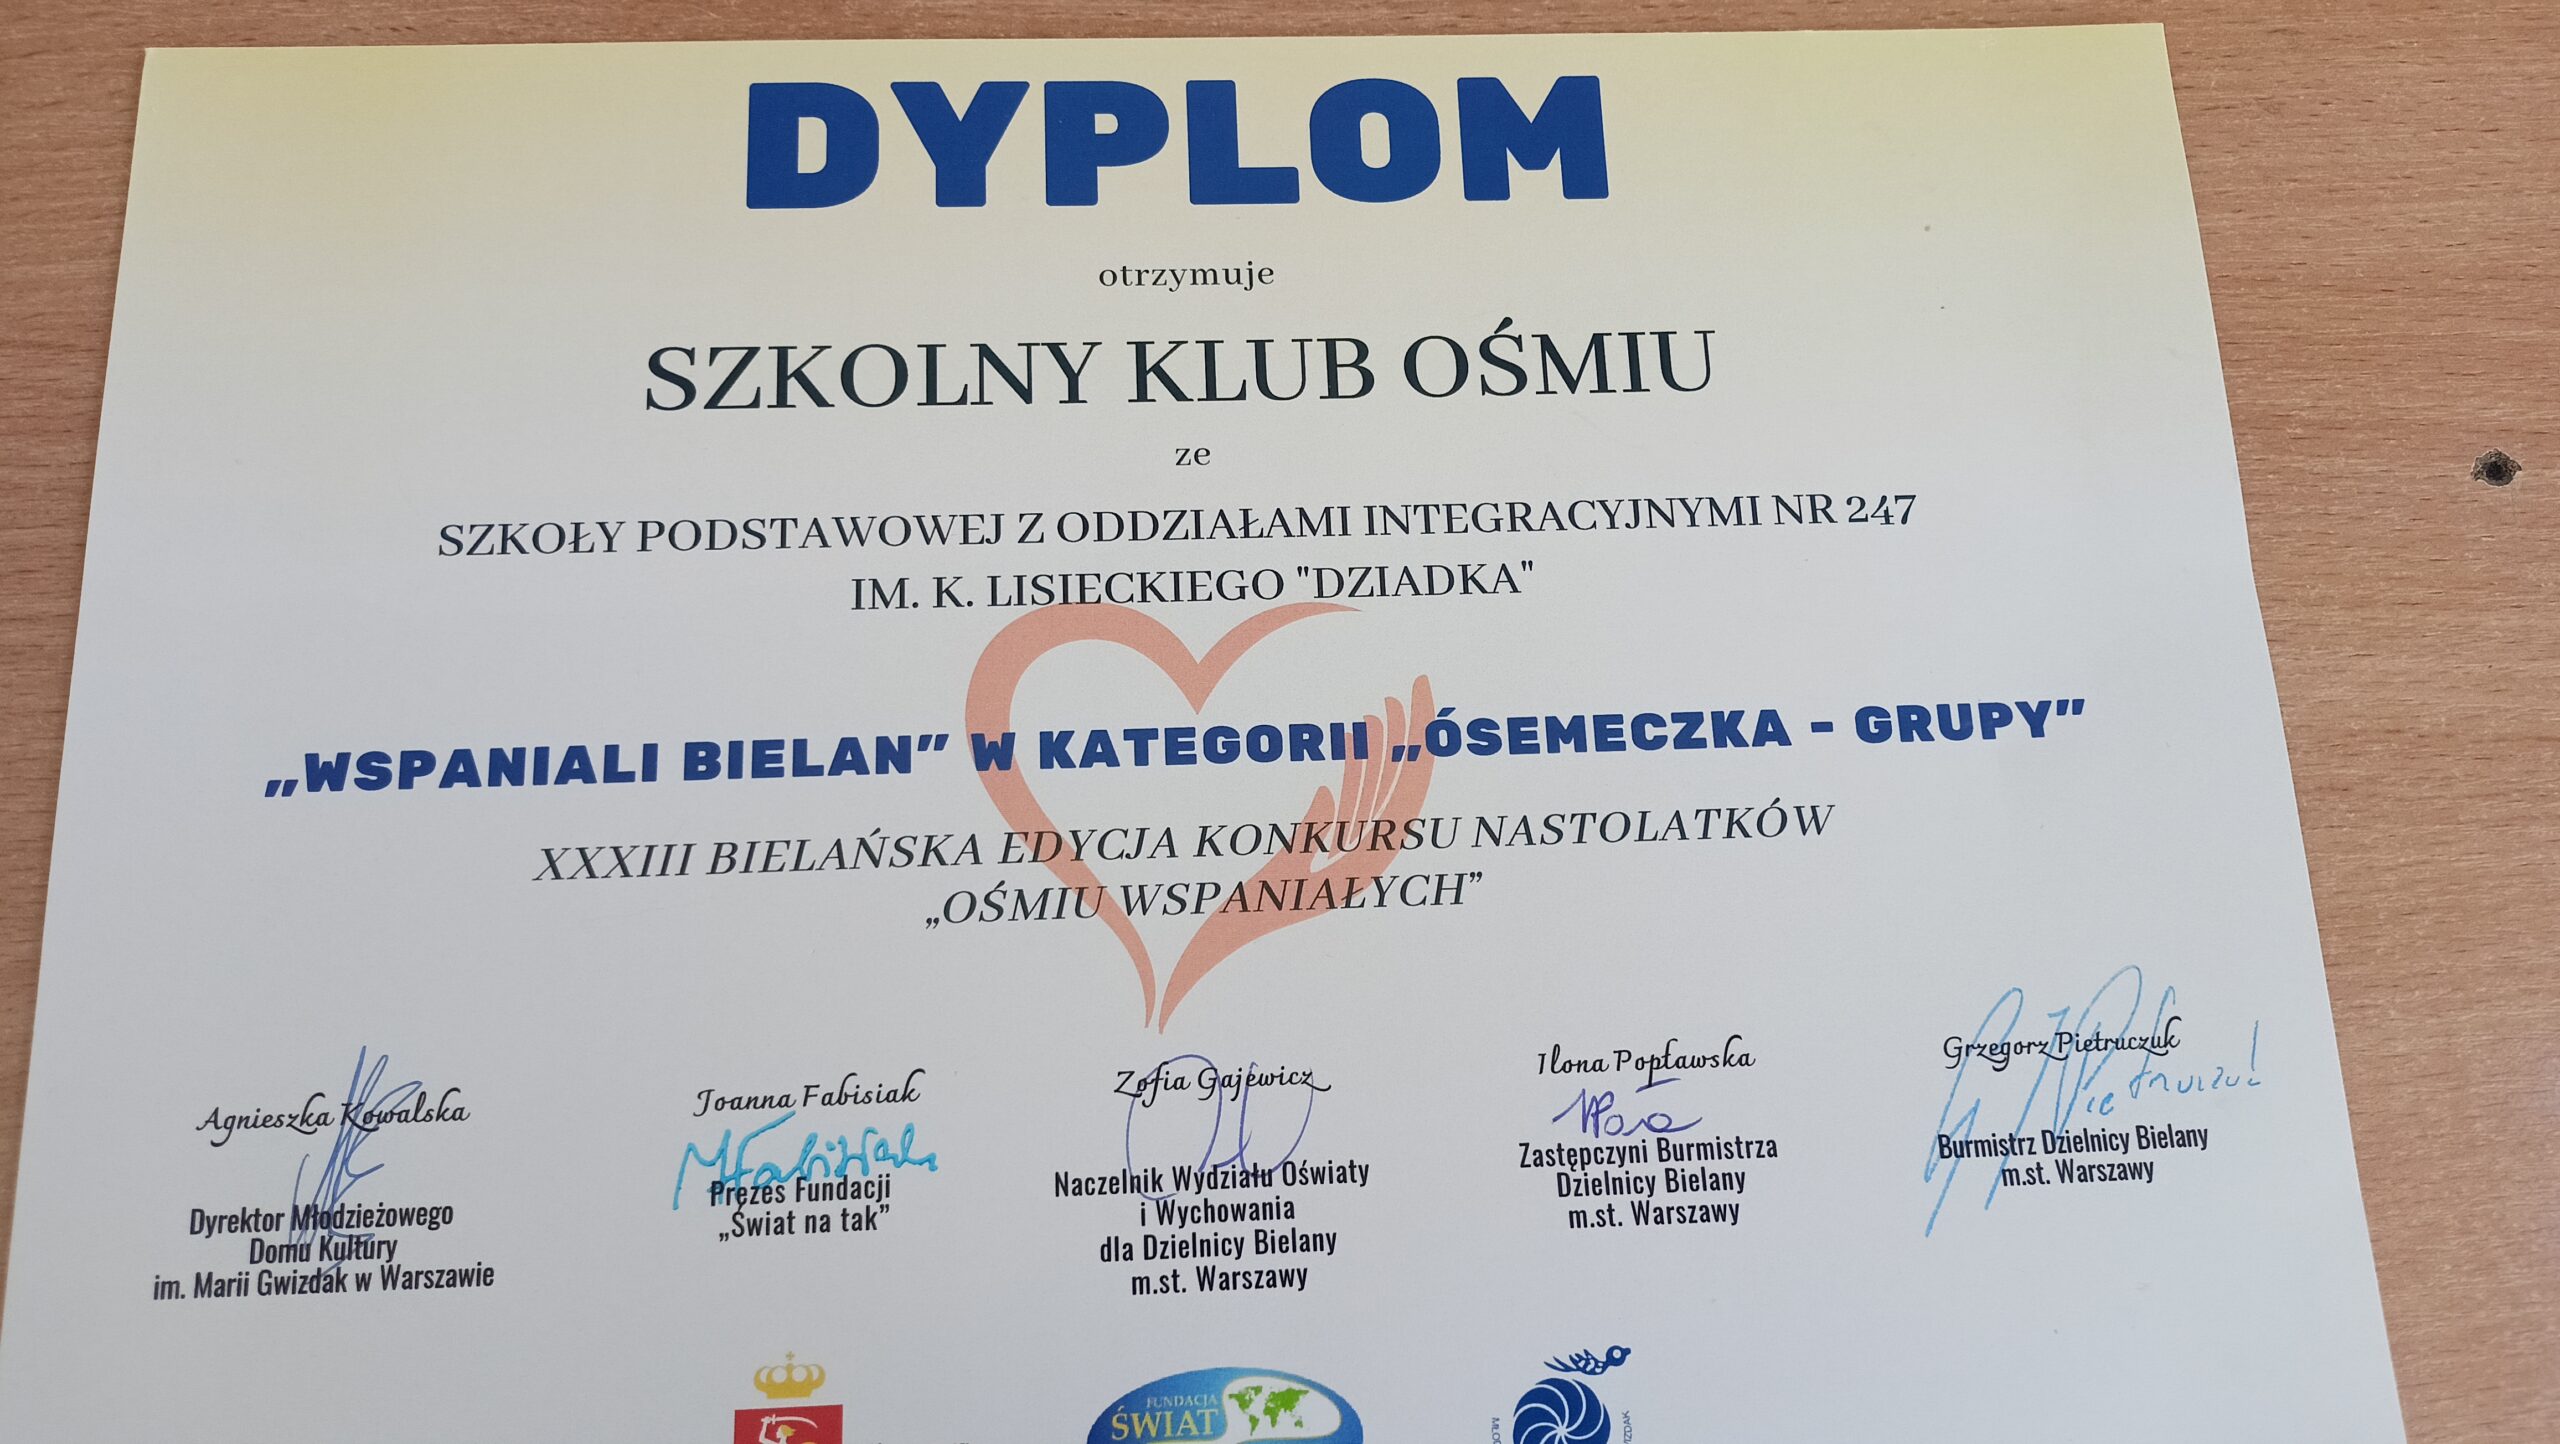 DYPLOM
otrzymuje
SZKOLNY KLUB OŚMIU
ze
SZKOŁY PODSTAWOWEJ Z ODDZIAŁAMI INTEGRACYJNYMI NR 247
IM. K. LISIECKIEGO "DZIADKA"
„WSPANIALI BIELAN” W KATEGORII „ÓSEMECZKA - GRUPY”
XXXIII BIELAŃSKA EDYCJA KONKURSU NASTOLATKÓW
„OŚMIU WSPANIAŁYCH”
Agnieszka Kowalska
Dyrektor Młodzieżowego
Domu Kultury
im. Marii Gwizdak w Warszawie
Joanna Fabisiak
Prezes Fundacji
„Świat na tak”
Zofia Gajewicz
Naczelnik Wydziału Oświaty
i Wychowania
dla Dzielnicy Bielany
m.st. Warszawy
Ilona Popławska
Zastępczyni Burmistrza
Dzielnicy Bielany
m.st. Warszawy
Grzegorz Pietruczuk
Burmistrz Dzielnicy Bielany
m.st. Warszawy
FUNDACJA
ŚWIAT